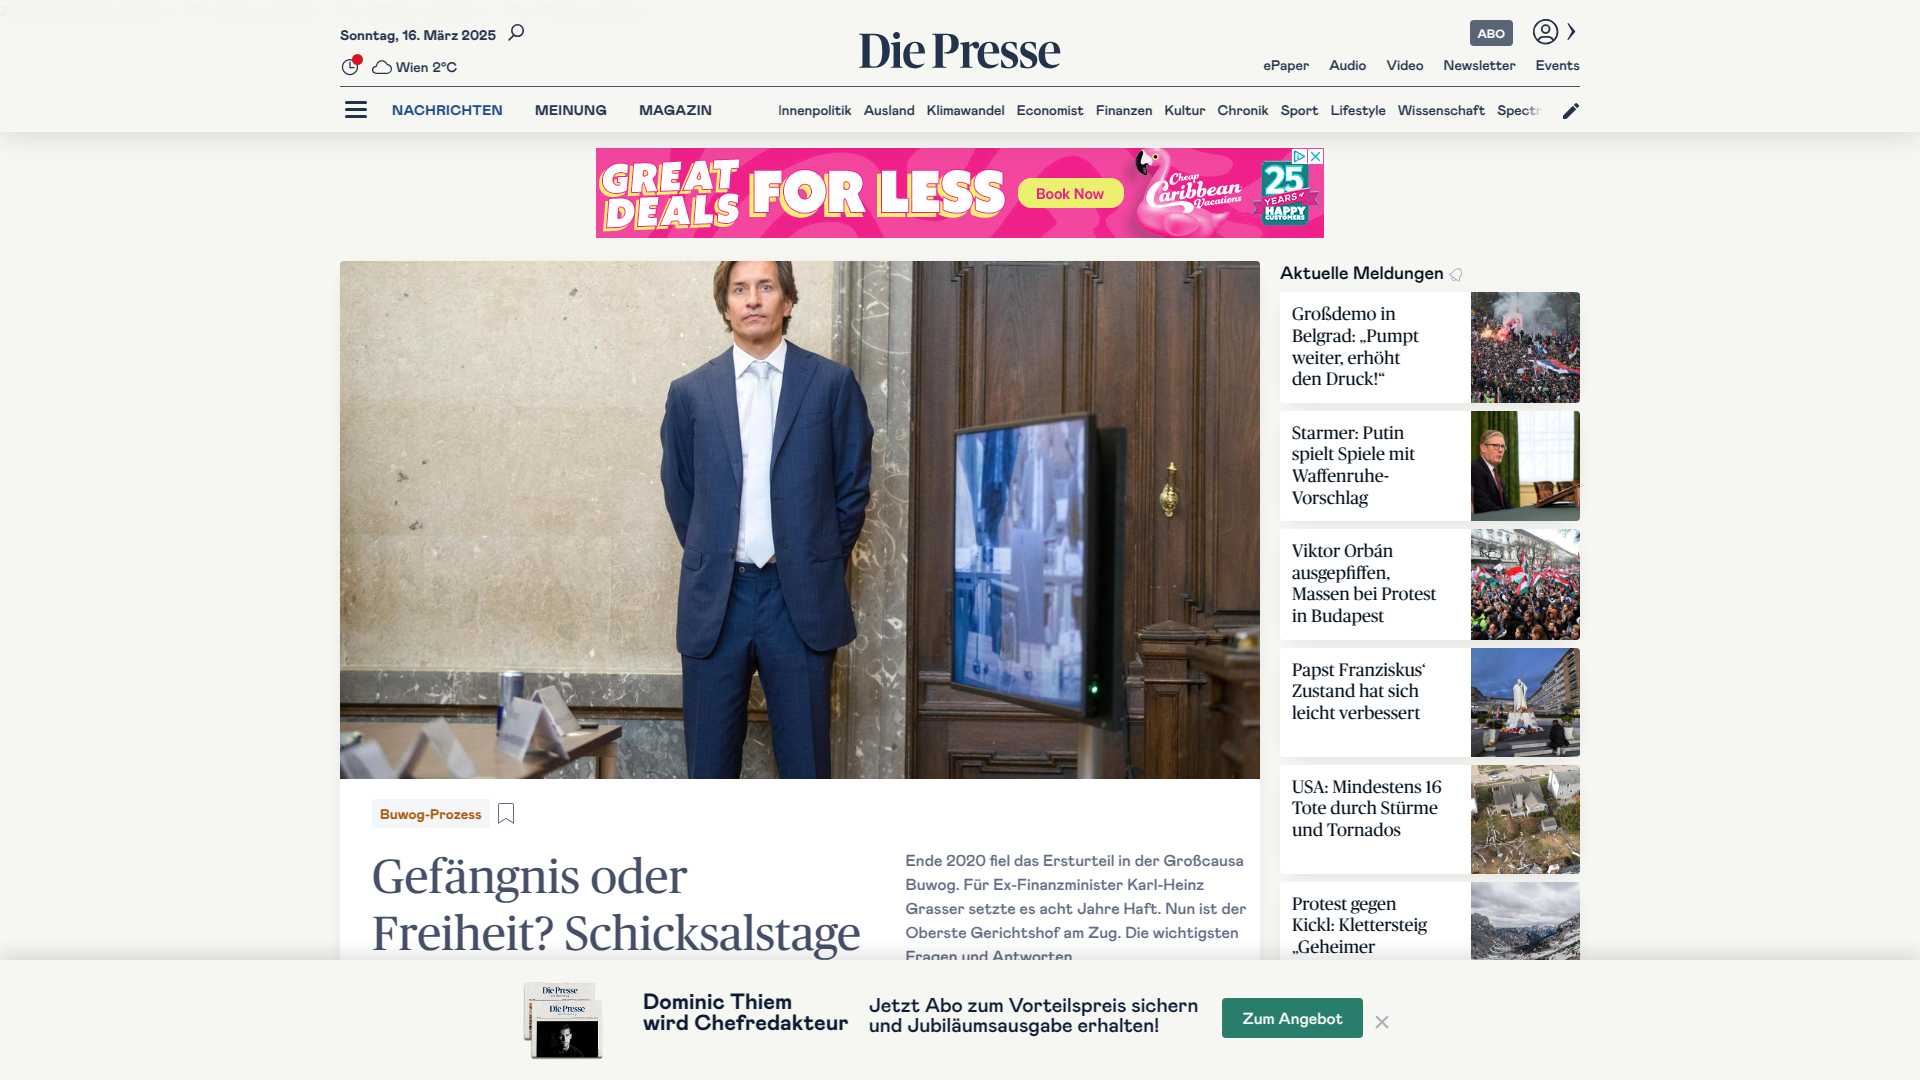 Sonntag, 16. März 2025
Wien 2°C
Die Presse
ABO
ePaper Audio Video Newsletter Events
NACHRICHTEN MEINUNG MAGAZIN
Innenpolitik Ausland Klimawandel Economist Finanzen Kultur Chronik Sport Lifestyle Wissenschaft
GREAT DEALS FOR LESS
Book Now
Cheap Caribbean Vacations
25 YEARS of HAPPY CUSTOMERS
Aktuelle Meldungen
Großdemo in
Belgrad: „Pumpt
weiter, erhöht
den Druck!“
Starmer: Putin
spielt Spiele mit
Waffenruhe-
Vorschlag
Viktor Orbán
ausgepfiffen,
Massen bei Protest
in Budapest
Papst Franziskus‘
Zustand hat sich
leicht verbessert
USA: Mindestens 16
Tote durch Stürme
und Tornados
Protest gegen
Kickl: Klettersteig
„Geheimer
Buwog-Prozess
Gefängnis oder
Freiheit? Schicksalstage
Ende 2020 fiel das Ersturteil in der Großcausa
Buwog. Für Ex-Finanzminister Karl-Heinz
Grasser setzte es acht Jahre Haft. Nun ist der
Oberste Gerichtshof am Zug. Die wichtigsten
Fragen und Antworten
Die Presse
Die Presse
Dominic Thiem
wird Chefredakteur
Jetzt Abo zum Vorteilspreis sichern
und Jubiläumsausgabe erhalten!
Zum Angebot